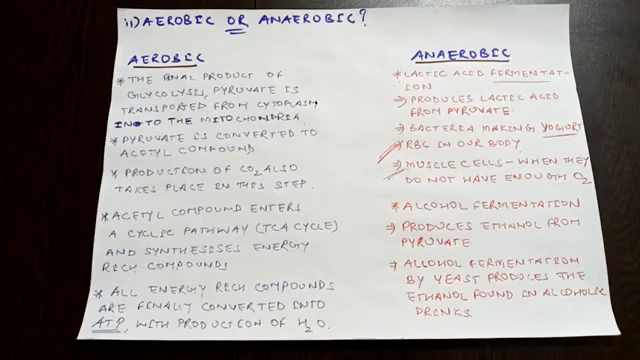 ii) AEROBIC OR ANAEROBIC?
AEROBIC
* THE FINAL PRODUCT OF
GLYCOLYSIS, PYRUVATE IS
TRANSPORTED FROM CYTOPLASM
INTO THE MITOCHONDRIA.
* PYRUVATE IS CONVERTED TO
ACETYL COMPOUND
* PRODUCTION OF CO2 ALSO
TAKES PLACE IN THIS STEP.
* ACETYL COMPOUND ENTERS
A CYCLIC PATHWAY (TCA CYCLE)
AND SYNTHESISES ENERGY
RICH COMPOUNDS
* ALL ENERGY RICH COMPOUNDS
ARE FINALLY CONVERTED INTO
ATP, WITH PRODUCTION OF H2O.
ANAEROBIC
* LACTIC ACID FERMENTAT-
ION
⇒ PRODUCES LACTIC ACID
FROM PYRUVATE.
⇒ BACTERIA MAKING YOGURT
⇒ RBC IN OUR BODY
⇒ MUSCLE CELLS - WHEN THEY
DO NOT HAVE ENOUGH O2
* ALCOHOL FERMENTATION
⇒ PRODUCES ETHANOL FROM
PYRUVATE
⇒ ALCOHOL FERMENTATION
BY YEAST PRODUCES THE
ETHANOL FOUND IN ALCOHOLIC
DRINKS.